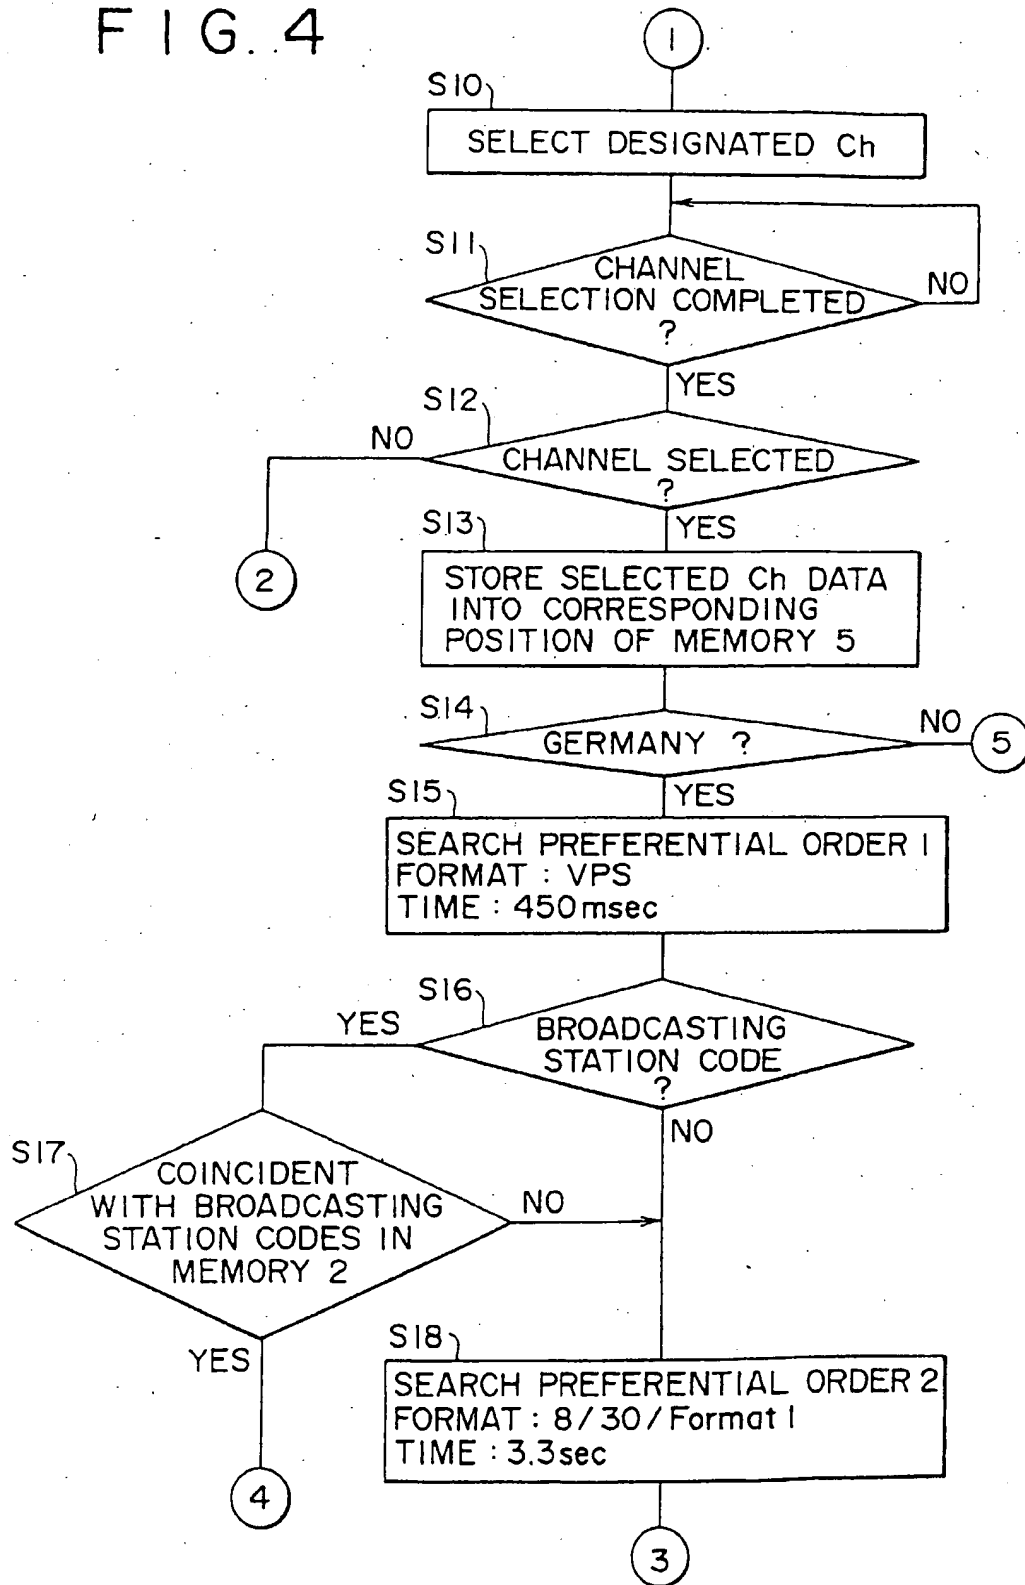 FIG. 4
1
S10
SELECT DESIGNATED Ch
S11
CHANNEL
SELECTION COMPLETED
?
NO
YES
S12
NO
CHANNEL SELECTED
?
YES
2
S13
STORE SELECTED Ch DATA
INTO CORRESPONDING
POSITION OF MEMORY 5
S14
GERMANY ?
NO
5
YES
S15
SEARCH PREFERENTIAL ORDER 1
FORMAT : VPS
TIME : 450msec
S16
YES
BROADCASTING
STATION CODE
?
NO
S17
COINCIDENT
WITH BROADCASTING
STATION CODES IN
MEMORY 2
NO
YES
S18
SEARCH PREFERENTIAL ORDER 2
FORMAT : 8/30/Format 1
TIME : 3.3sec
4
3